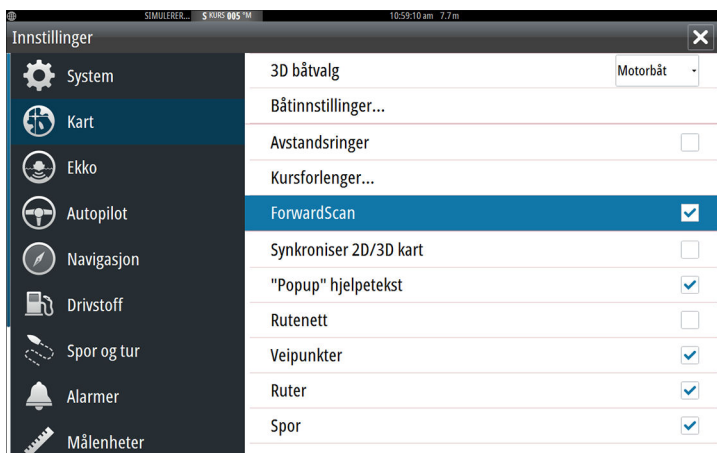 SIMULERER... S KURS 005 °M 10:59:10 am 7.7 m
Innstillinger
System
Kart
Ekko
Autopilot
Navigasjon
Drivstoff
Spor og tur
Alarmer
Målenheter
3D båtvalg Motorbåt
Båtinnstillinger...
Avstandsringer
Kursforlenger...
ForwardScan
Synkroniser 2D/3D kart
"Popup" hjelpetekst
Rutenett
Veipunkter
Ruter
Spor